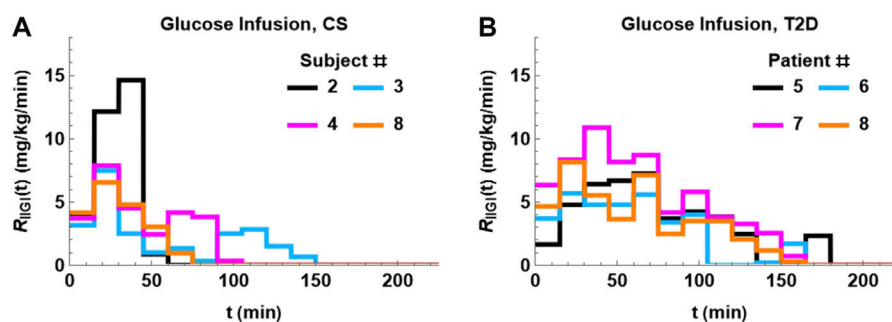 A
Glucose Infusion, CS
Subject #
2
3
4
8
15
10
5
0
0
50
100
150
200
R_IIGI(t) (mg/kg/min)
t (min)
B
Glucose Infusion, T2D
Patient #
5
6
7
8
15
10
5
0
0
50
100
150
200
R_IIGI(t) (mg/kg/min)
t (min)